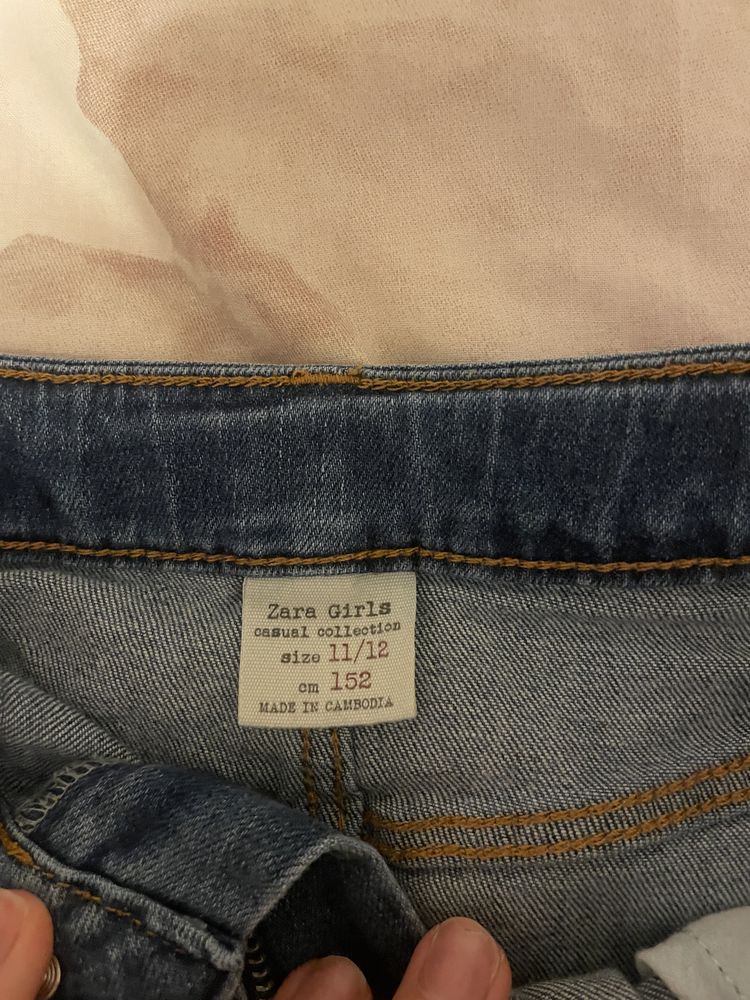 Zara Girls
casual collection
size 11/12
cm 152
MADE IN CAMBODIA